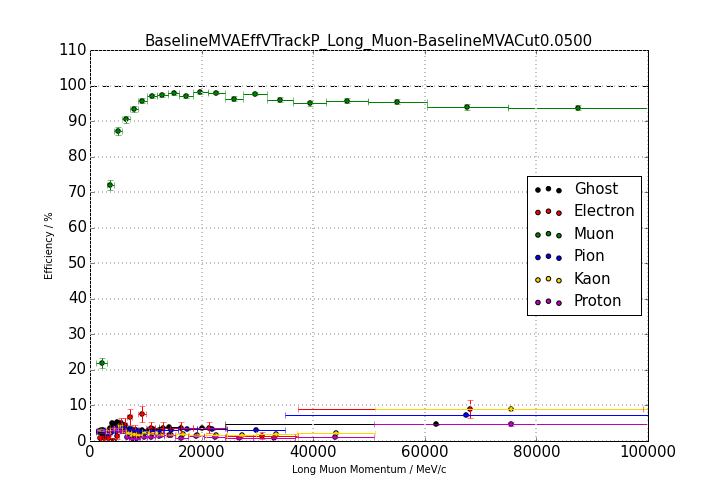 BaselineMVAEffVTrackP_Long_Muon-BaselineMVACut0.0500
110
100
90
80
70
60
50
40
30
20
10
0
Efficiency / %
Ghost
Electron
Muon
Pion
Kaon
Proton
0 20000 40000 60000 80000 100000
Long Muon Momentum / MeV/c